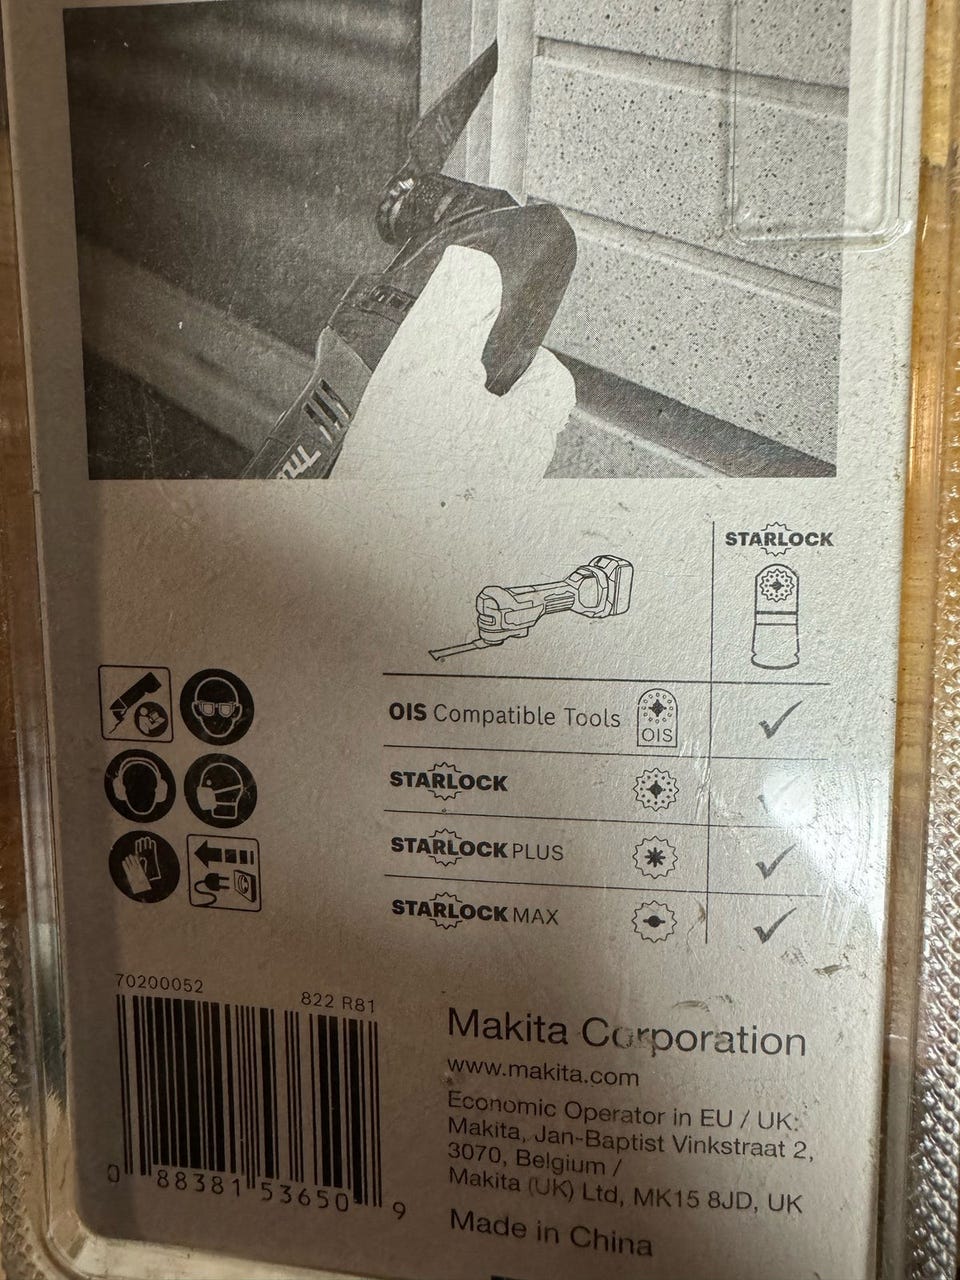 STARLOCK
OIS Compatible Tools OIS
STARLOCK
STARLOCK PLUS
STARLOCK MAX
70200052
822 R81
0 88381 53650 9
Makita Corporation
www.makita.com
Economic Operator in EU / UK:
Makita, Jan-Baptist Vinkstraat 2,
3070, Belgium /
Makita (UK) Ltd, MK15 8JD, UK
Made in China